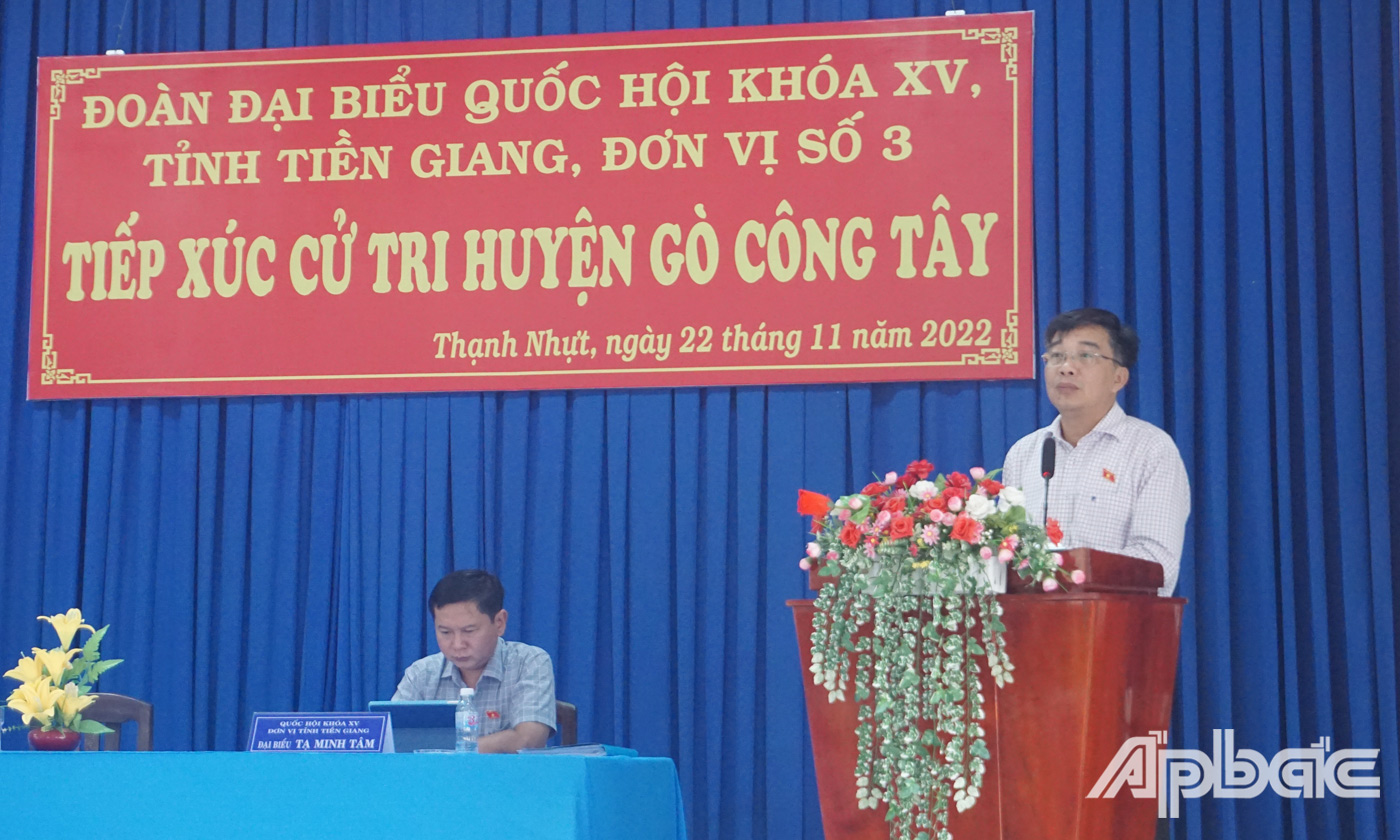 ĐOÀN ĐẠI BIỂU QUỐC HỘI KHÓA XV,
TỈNH TIỀN GIANG, ĐƠN VỊ SỐ 3
TIẾP XÚC CỬ TRI HUYỆN GÒ CÔNG TÂY
Thạnh Nhựt, ngày 22 tháng 11 năm 2022
QUỐC HỘI KHÓA XV
ĐƠN VỊ TỈNH TIỀN GIANG
ĐẠI BIỂU TẠ MINH TÂM
Apbac